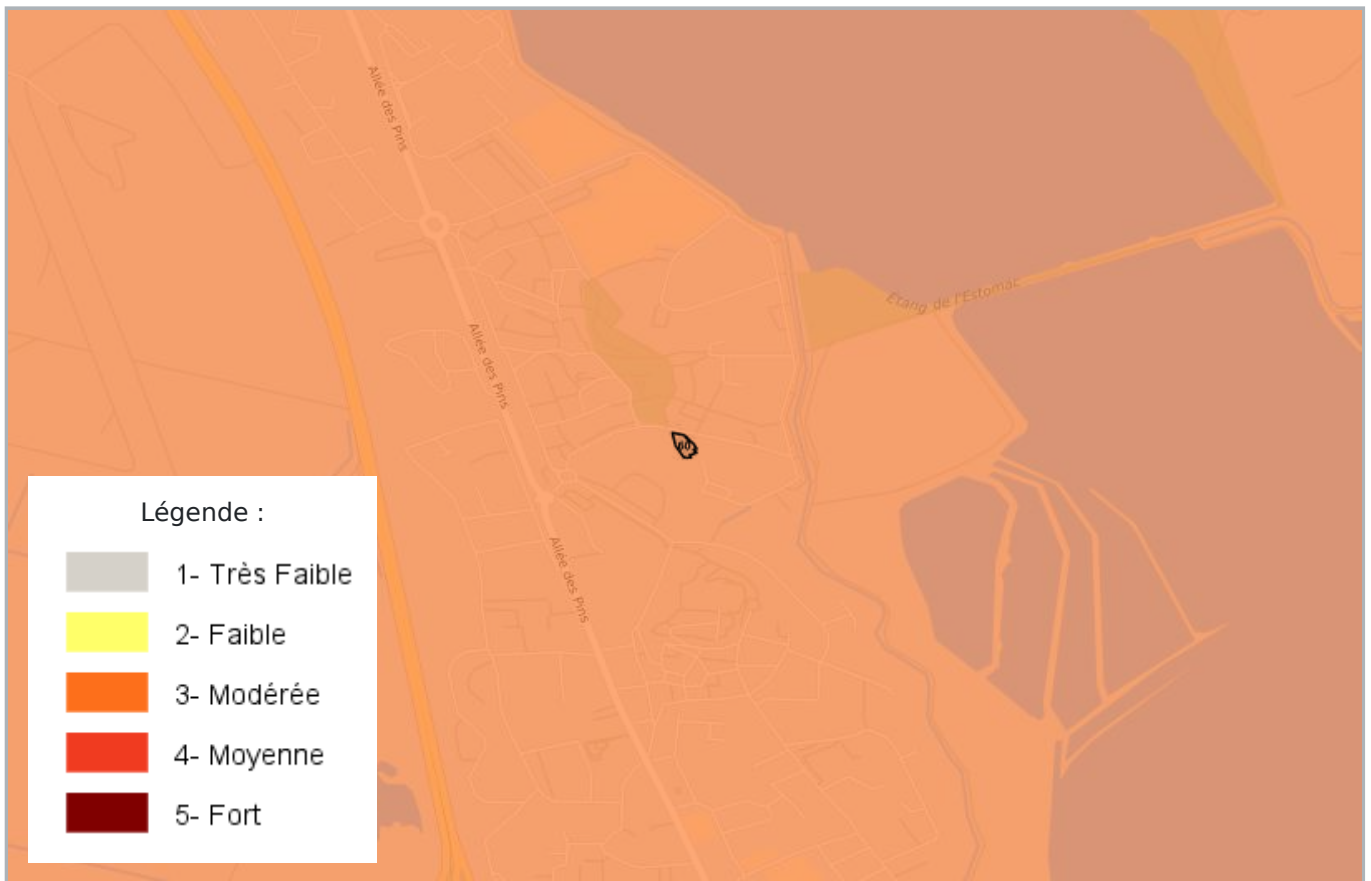 Allée des Pins
Étang de l'Estomac
Allée des Pins
Allée des Pins
Légende :
1- Très Faible
2- Faible
3- Modérée
4- Moyenne
5- Fort